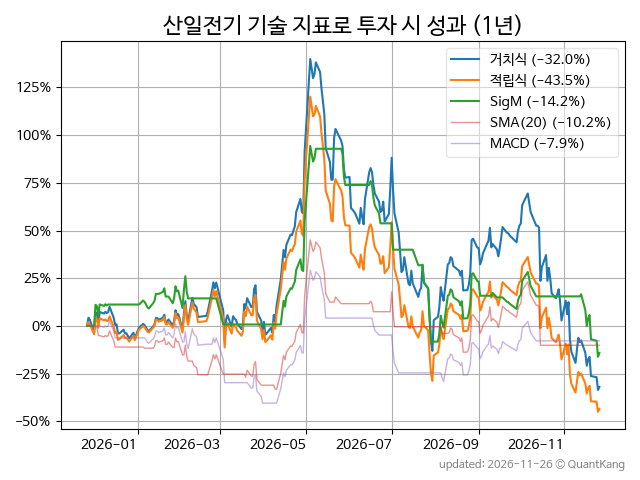 산일전기 기술 지표로 투자 시 성과 (1년)
거치식 (−32.0%)
적립식 (−43.5%)
SigM (−14.2%)
SMA(20) (−10.2%)
MACD (−7.9%)
125%
100%
75%
50%
25%
0%
−25%
−50%
2026-01 2026-03 2026-05 2026-07 2026-09 2026-11
updated: 2026-11-26 ⓒ QuantKang